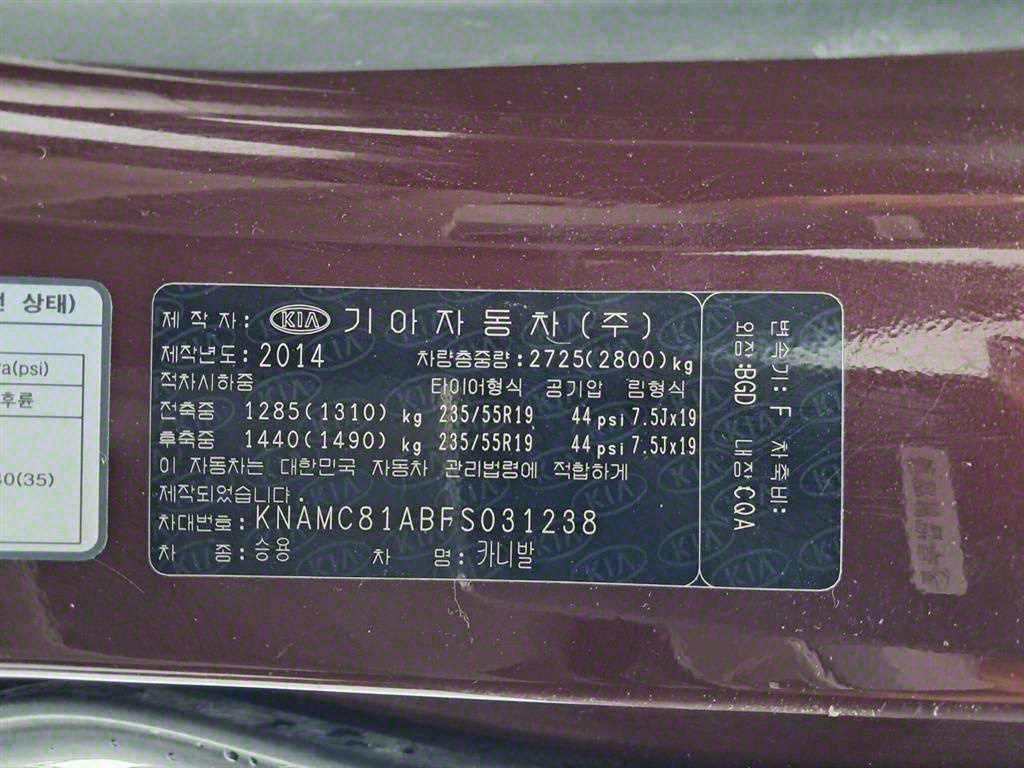 상태)
a(psi)
후륜
40(35)
제 작 자: KIA 기아자동차(주)
제작년도: 2014 차량총중량: 2725(2800)kg
적차시하중 타이어형식 공기압 림형식
전축중 1285(1310) kg 235/55R19 44psi 7.5Jx19
후축중 1440(1490) kg 235/55R19 44psi 7.5Jx19
이 자동차는 대한민국 자동차 관리법령에 적합하게
제작되었습니다.
차대번호: KNAMC81ABFS031238
차 종: 승용 차 명: 카니발
변속기: F 차축비:
외장:BGD 내장:CQA